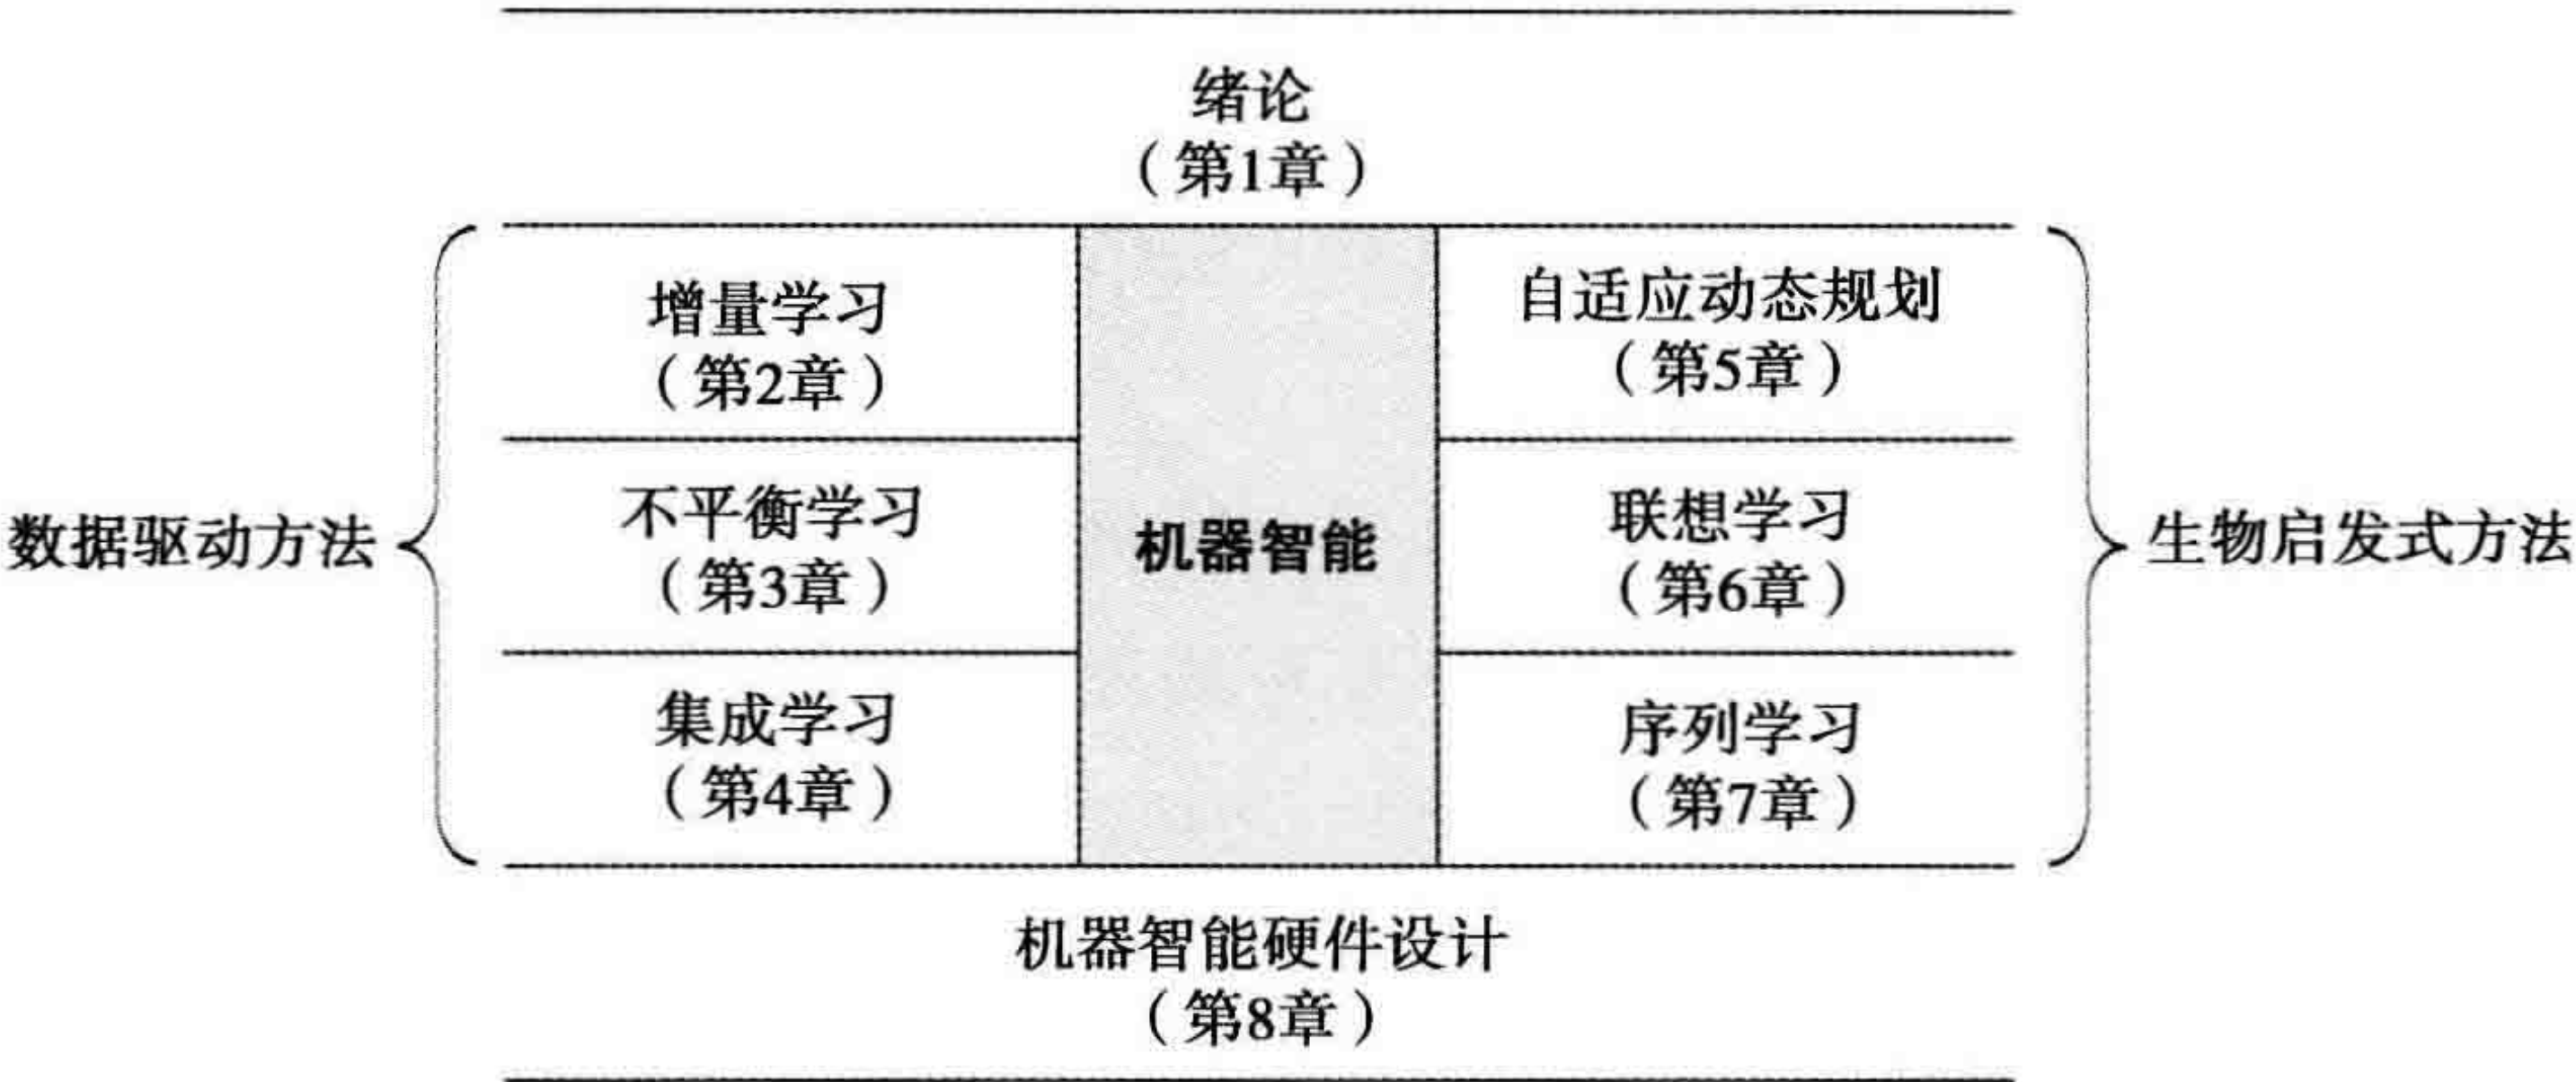 绪论
（第1章）
数据驱动方法
增量学习
（第2章）
不平衡学习
（第3章）
集成学习
（第4章）
机器智能
自适应动态规划
（第5章）
联想学习
（第6章）
序列学习
（第7章）
生物启发式方法
机器智能硬件设计
（第8章）